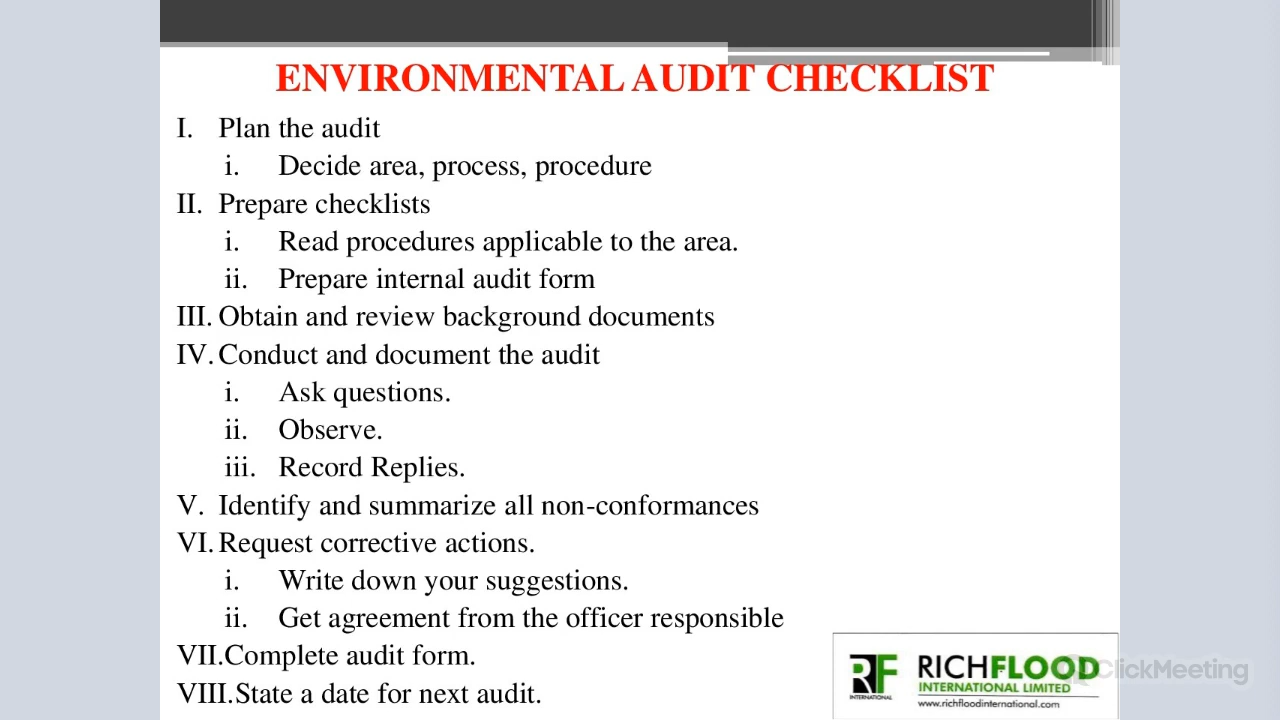 ENVIRONMENTAL AUDIT CHECKLIST
I. Plan the audit
i. Decide area, process, procedure
II. Prepare checklists
i. Read procedures applicable to the area.
ii. Prepare internal audit form
III. Obtain and review background documents
IV. Conduct and document the audit
i. Ask questions.
ii. Observe.
iii. Record Replies.
V. Identify and summarize all non-conformances
VI. Request corrective actions.
i. Write down your suggestions.
ii. Get agreement from the officer responsible
VII.Complete audit form.
VIII.State a date for next audit.
RF
INTERNATIONAL
RICHFLOOD
INTERNATIONAL LIMITED
www.richfloodinternational.com
ClickMeeting